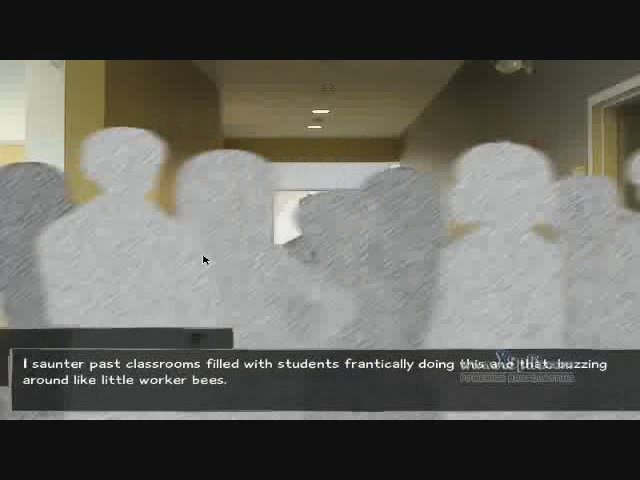 I saunter past classrooms filled with students frantically doing this and that, buzzing
around like little worker bees.